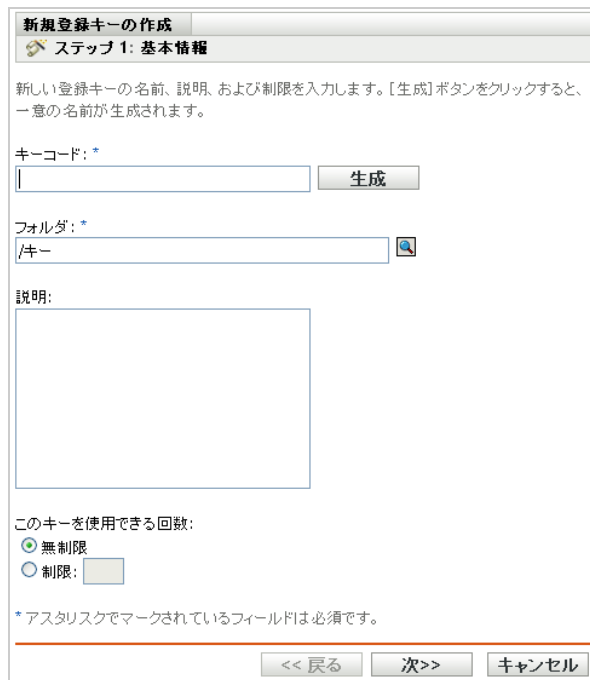 新規登録キーの作成
ステップ 1: 基本情報
新しい登録キーの名前、説明、および制限を入力します。[生成]ボタンをクリックすると、
一意の名前が生成されます。
キーコード: *
生成
フォルダ: *
/キー
説明:
このキーを使用できる回数:
無制限
制限:
* アスタリスクでマークされているフィールドは必須です。
<< 戻る 次>> キャンセル